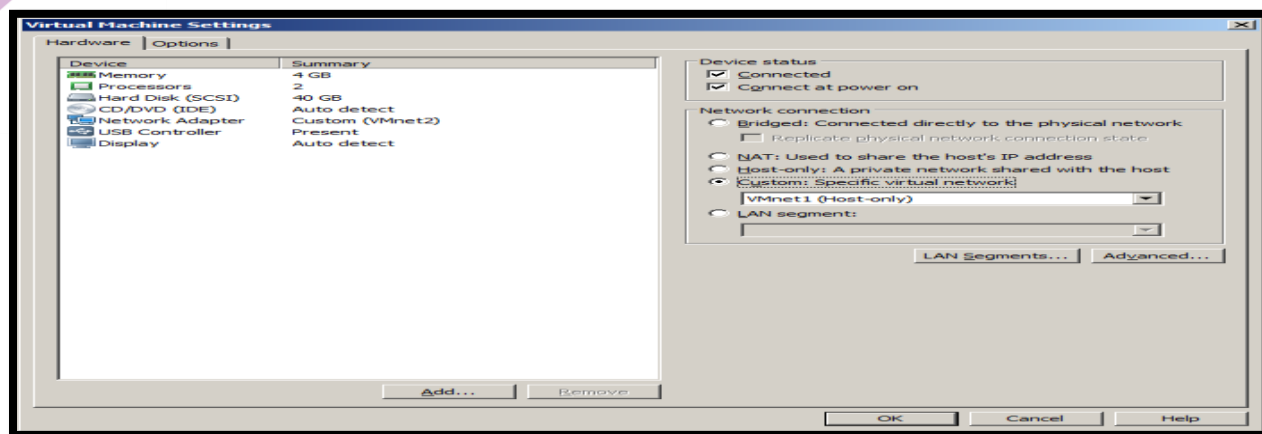 Virtual Machine Settings
Hardware Options
Device Summary
Memory 4 GB
Processors 2
Hard Disk (SCSI) 40 GB
CD/DVD (IDE) Auto detect
Network Adapter Custom (VMnet2)
USB Controller Present
Display Auto detect
Add... Remove
Device status
Connected
Connect at power on
Network connection
Bridged: Connected directly to the physical network
Replicate physical network connection state
NAT: Used to share the host's IP address
Host-only: A private network shared with the host
Custom: Specific virtual network
VMnet1 (Host-only)
LAN segment:
LAN Segments... Advanced...
OK Cancel Help